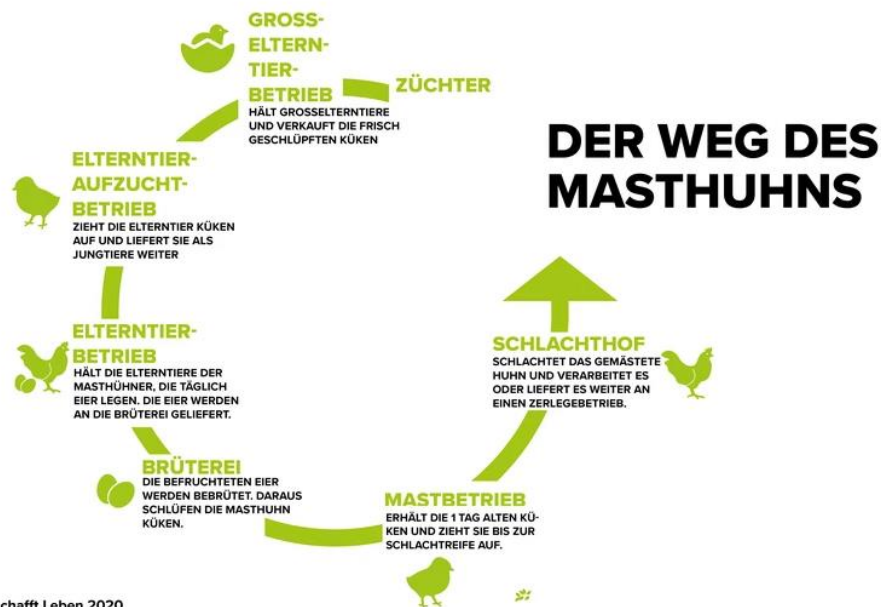 GROSS-
ELTERN-
TIER-
BETRIEB
HÄLT GROSSELTERNTIERE
UND VERKAUFT DIE FRISCH
GESCHLÜPFTEN KÜKEN
ZÜCHTER
DER WEG DES
MASTHUHNS
ELTERNTIER-
AUFZUCHT-
BETRIEB
ZIEHT DIE ELTERNTIER KÜKEN
AUF UND LIEFERT SIE ALS
JUNGTIERE WEITER
ELTERNTIER-
BETRIEB
HÄLT DIE ELTERNTIERE DER
MASTHÜHNER, DIE TÄGLICH
EIER LEGEN. DIE EIER WERDEN
AN DIE BRÜTEREI GELIEFERT.
BRÜTEREI
DIE BEFRUCHTETEN EIER
WERDEN BEBRÜTET. DARAUS
SCHLÜFEN DIE MASTHUHN
KÜKEN.
MASTBETRIEB
ERHÄLT DIE 1 TAG ALTEN KÜ-
KEN UND ZIEHT SIE BIS ZUR
SCHLACHTREIFE AUF.
SCHLACHTHOF
SCHLACHTET DAS GEMÄSTETE
HUHN UND VERARBEITET ES
ODER LIEFERT ES WEITER AN
EINEN ZERLEGEBETRIEB.
chafft Leben 2020